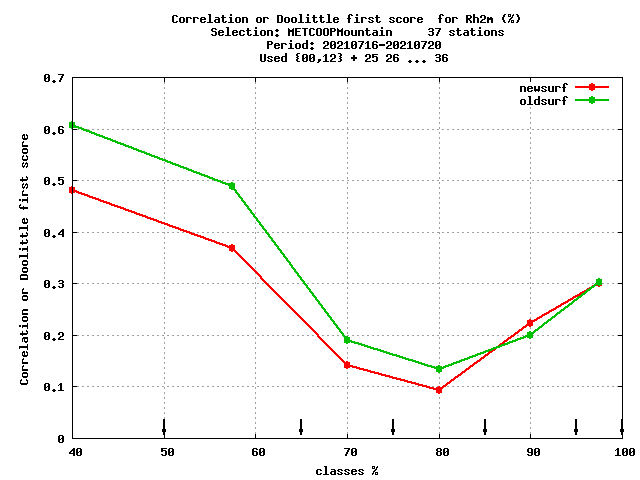 Correlation or Doolittle first score  for Rh2m (%)
Selection: METCOOPMountain     37 stations
Period: 20210716-20210720
Used {00,12} + 25 26 ... 36
newsurf
oldsurf
Correlation or Doolittle first score
0.7
0.6
0.5
0.4
0.3
0.2
0.1
0
40 50 60 70 80 90 100
classes %